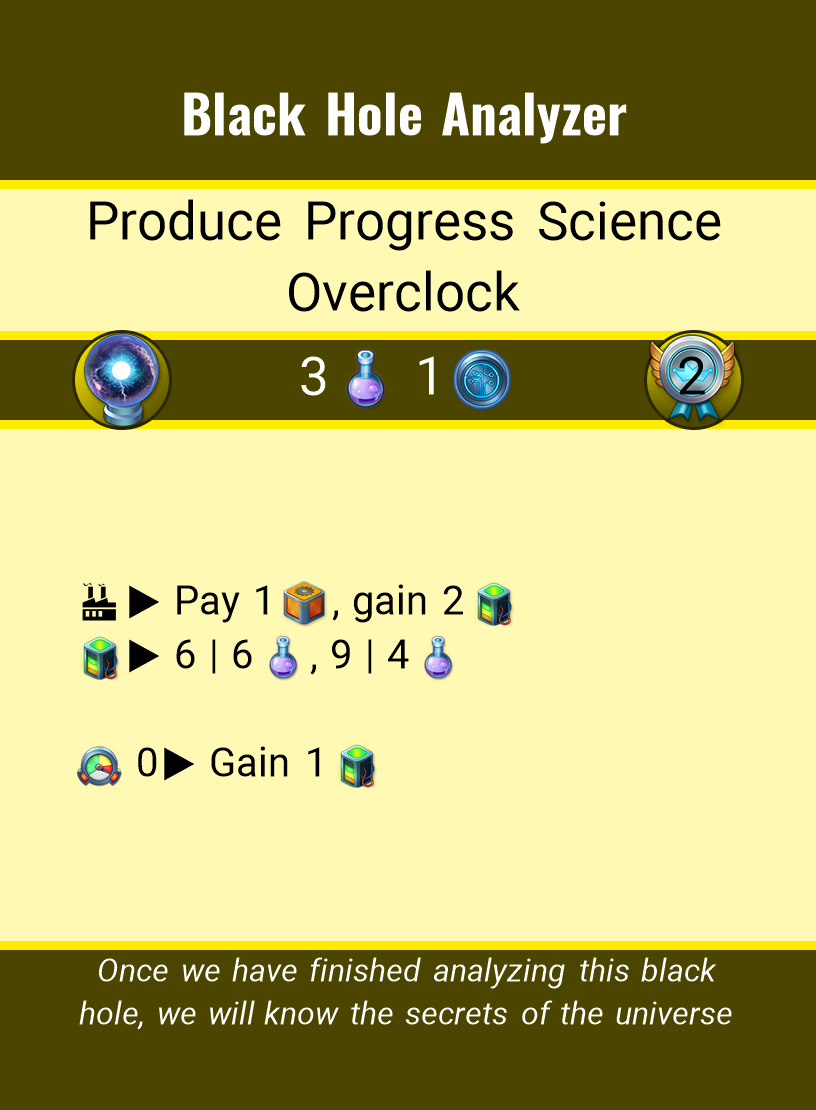 Black Hole Analyzer
Produce Progress Science
Overclock
3 1 2
▶ Pay 1 , gain 2
▶ 6 | 6 , 9 | 4
0▶ Gain 1
Once we have finished analyzing this black
hole, we will know the secrets of the universe